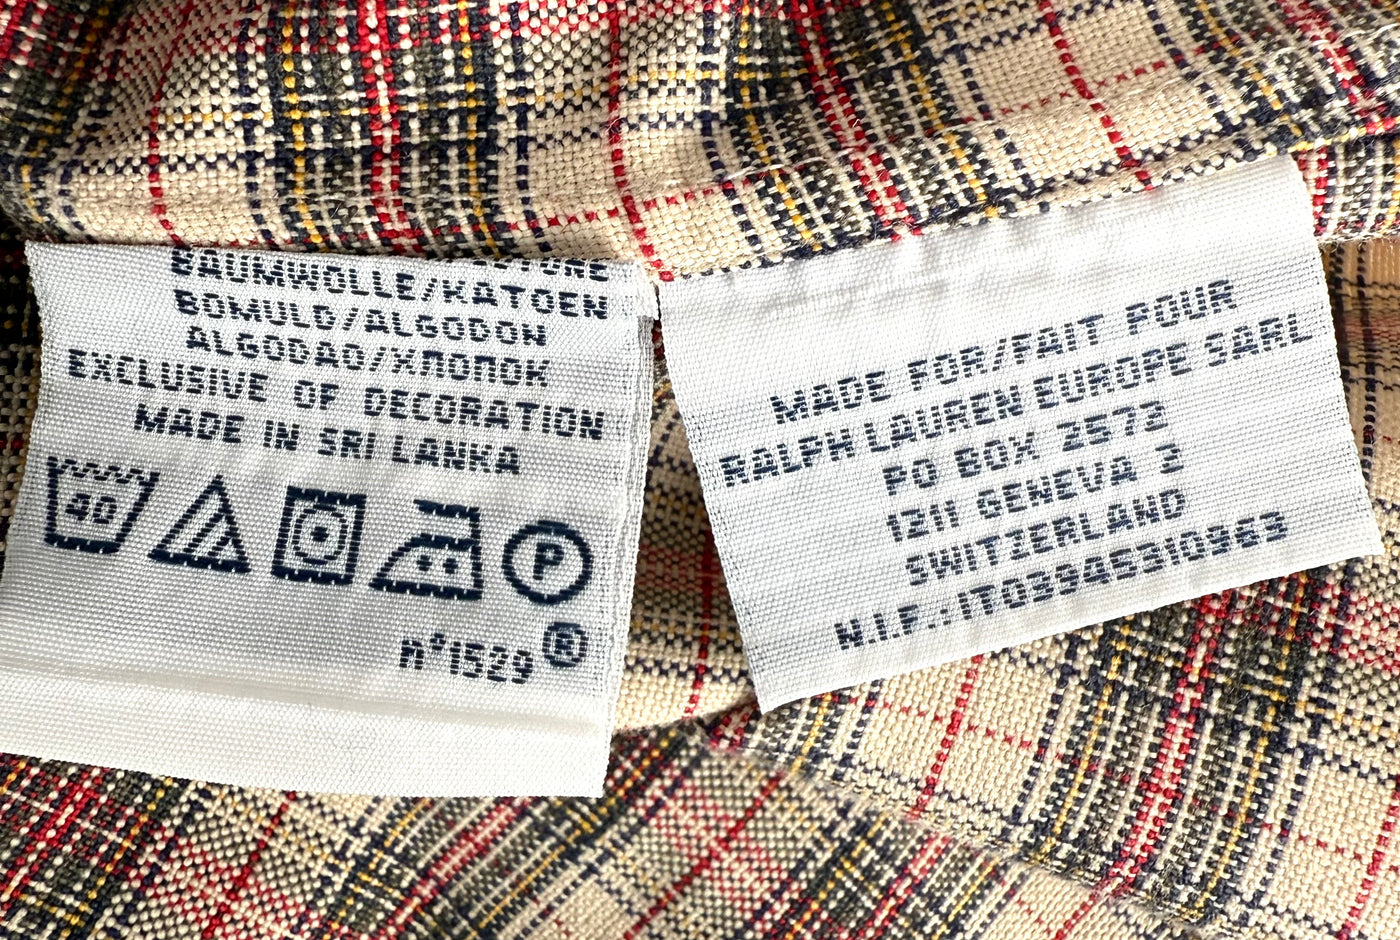 BAUMWOLLE/KATOEN
BOMULD/ALGODON
ALGODAO/ХЛОПОК
EXCLUSIVE OF DECORATION
MADE IN SRI LANKA
40
P
n°1529®
MADE FOR/FAIT POUR
RALPH LAUREN EUROPE SARL
PO BOX 2572
1211 GENEVA 2
SWITZERLAND
N.I.F.:IT03945310963